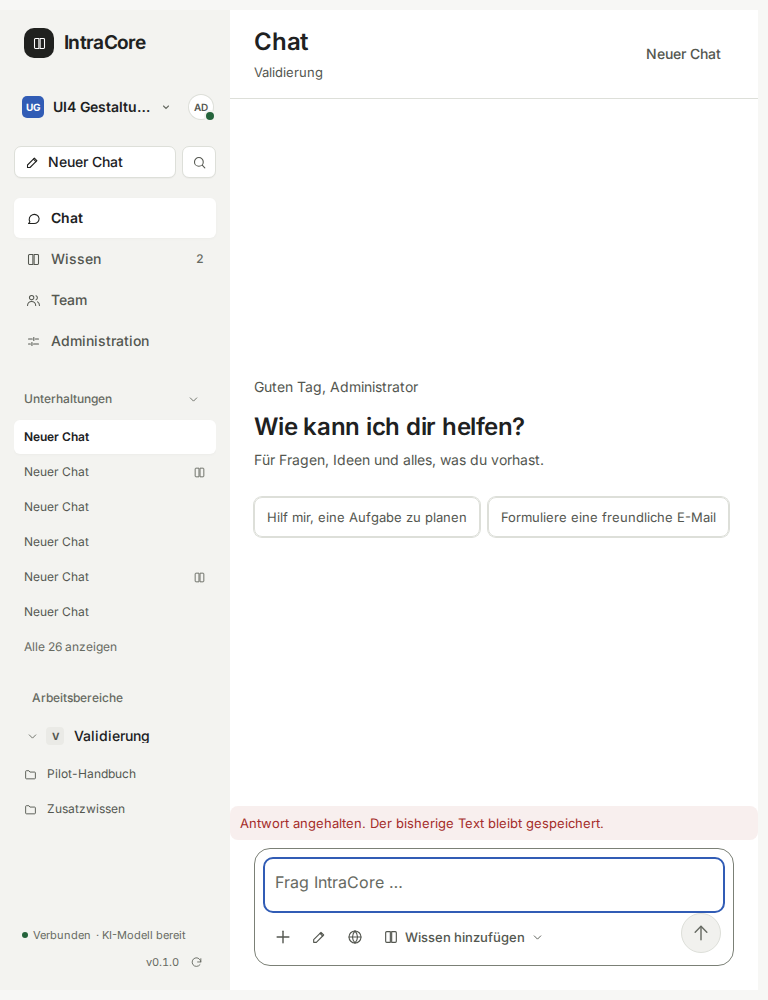 IntraCore
UG UI4 Gestaltu... AD
Neuer Chat
Chat
Wissen 2
Team
Administration
Unterhaltungen
Neuer Chat
Neuer Chat
Neuer Chat
Neuer Chat
Neuer Chat
Neuer Chat
Alle 26 anzeigen
Arbeitsbereiche
V Validierung
Pilot-Handbuch
Zusatzwissen
Verbunden · KI-Modell bereit
v0.1.0
Chat
Validierung
Neuer Chat
Guten Tag, Administrator
Wie kann ich dir helfen?
Für Fragen, Ideen und alles, was du vorhast.
Hilf mir, eine Aufgabe zu planen
Formuliere eine freundliche E-Mail
Antwort angehalten. Der bisherige Text bleibt gespeichert.
Frag IntraCore ...
Wissen hinzufügen